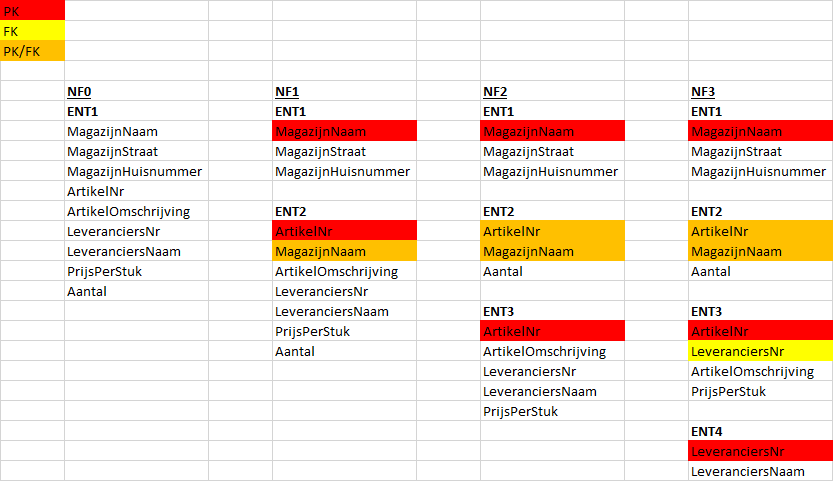 PK
FK
PK/FK
NF0 NF1 NF2 NF3
ENT1 ENT1 ENT1 ENT1
MagazijnNaam MagazijnNaam MagazijnNaam MagazijnNaam
MagazijnStraat MagazijnStraat MagazijnStraat MagazijnStraat
MagazijnHuisnummer MagazijnHuisnummer MagazijnHuisnummer MagazijnHuisnummer
ArtikelNr
ArtikelOmschrijving ENT2 ENT2 ENT2
LeveranciersNr ArtikelNr ArtikelNr ArtikelNr
LeveranciersNaam MagazijnNaam MagazijnNaam MagazijnNaam
PrijsPerStuk ArtikelOmschrijving Aantal Aantal
Aantal LeveranciersNr
LeveranciersNaam ENT3 ENT3
PrijsPerStuk ArtikelNr ArtikelNr
Aantal ArtikelOmschrijving LeveranciersNr
LeveranciersNr ArtikelOmschrijving
LeveranciersNaam PrijsPerStuk
PrijsPerStuk
ENT4
LeveranciersNr
LeveranciersNaam